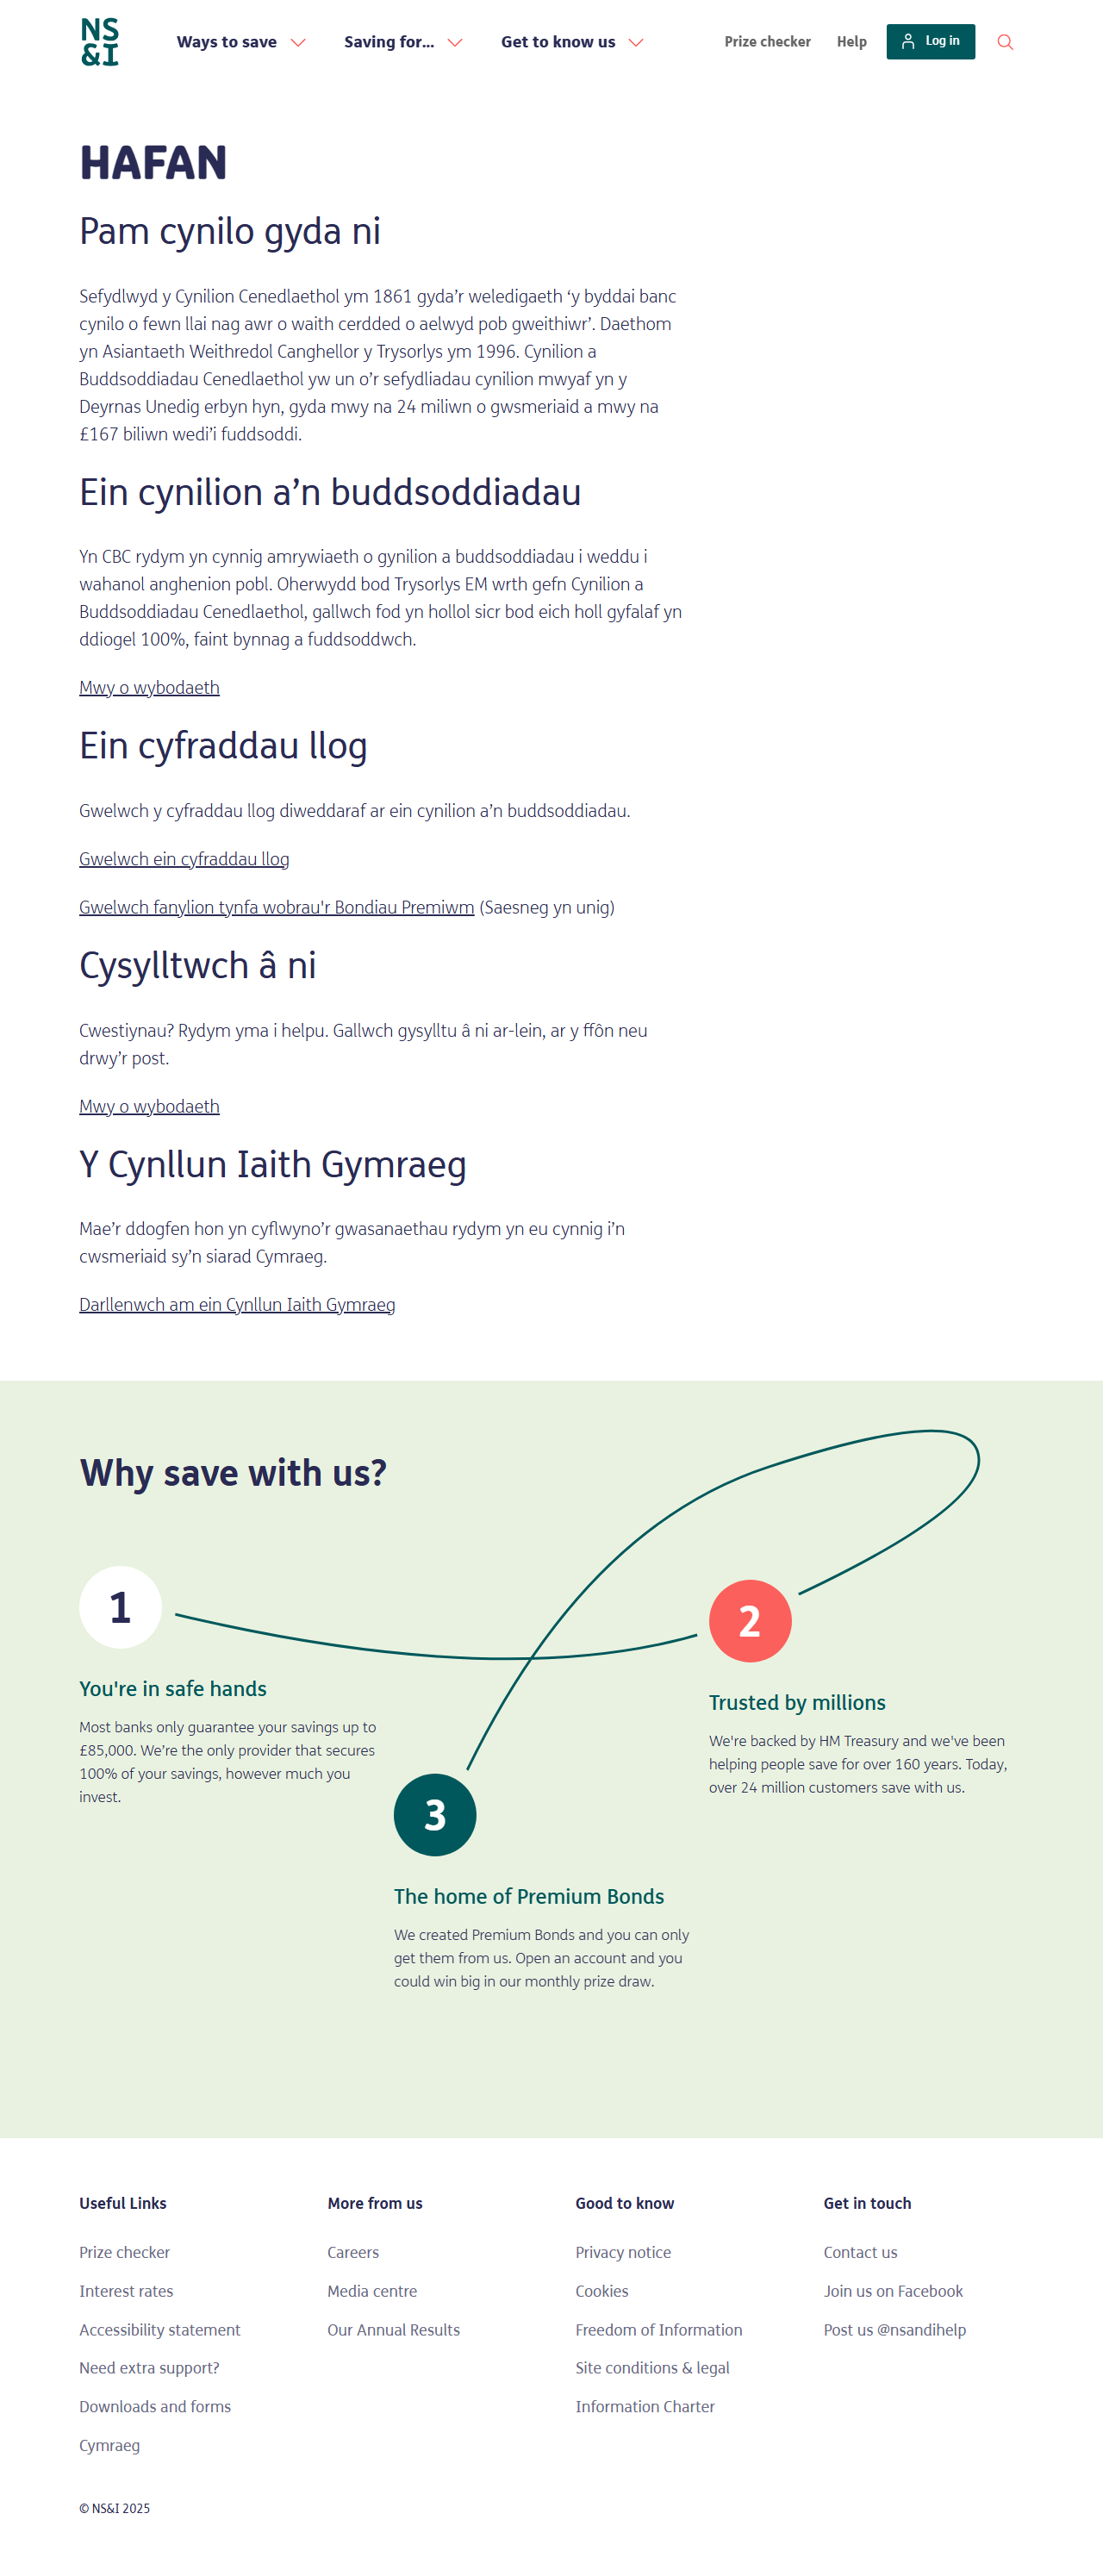 NS
&I
Ways to save
Saving for...
Get to know us
Prize checker
Help
Log in
HAFAN
Pam cynilo gyda ni
Sefydlwyd y Cynilion Cenedlaethol ym 1861 gyda’r weledigaeth ‘y byddai banc
cynilo o fewn llai nag awr o waith cerdded o aelwyd pob gweithiwr’. Daethom
yn Asiantaeth Weithredol Canghellor y Trysorlys ym 1996. Cynilion a
Buddsoddiadau Cenedlaethol yw un o’r sefydliadau cynilion mwyaf yn y
Deyrnas Unedig erbyn hyn, gyda mwy na 24 miliwn o gwsmeriaid a mwy na
£167 biliwn wedi’i fuddsoddi.
Ein cynilion a’n buddsoddiadau
Yn CBC rydym yn cynnig amrywiaeth o gynilion a buddsoddiadau i weddu i
wahanol anghenion pobl. Oherwydd bod Trysorlys EM wrth gefn Cynilion a
Buddsoddiadau Cenedlaethol, gallwch fod yn hollol sicr bod eich holl gyfalaf yn
ddiogel 100%, faint bynnag a fuddsoddwch.
Mwy o wybodaeth
Ein cyfraddau llog
Gwelwch y cyfraddau llog diweddaraf ar ein cynilion a’n buddsoddiadau.
Gwelwch ein cyfraddau llog
Gwelwch fanylion tynfa wobrau'r Bondiau Premiwm (Saesneg yn unig)
Cysylltwch â ni
Cwestiynau? Rydym yma i helpu. Gallwch gysylltu â ni ar-lein, ar y ffôn neu
drwy’r post.
Mwy o wybodaeth
Y Cynllun Iaith Gymraeg
Mae’r ddogfen hon yn cyflwyno’r gwasanaethau rydym yn eu cynnig i’n
cwsmeriaid sy’n siarad Cymraeg.
Darllenwch am ein Cynllun Iaith Gymraeg
Why save with us?
1
You're in safe hands
Most banks only guarantee your savings up to
£85,000. We’re the only provider that secures
100% of your savings, however much you
invest.
2
Trusted by millions
We're backed by HM Treasury and we've been
helping people save for over 160 years. Today,
over 24 million customers save with us.
3
The home of Premium Bonds
We created Premium Bonds and you can only
get them from us. Open an account and you
could win big in our monthly prize draw.
Useful Links
Prize checker
Interest rates
Accessibility statement
Need extra support?
Downloads and forms
Cymraeg
More from us
Careers
Media centre
Our Annual Results
Good to know
Privacy notice
Cookies
Freedom of Information
Site conditions & legal
Information Charter
Get in touch
Contact us
Join us on Facebook
Post us @nsandihelp
© NS&I 2025